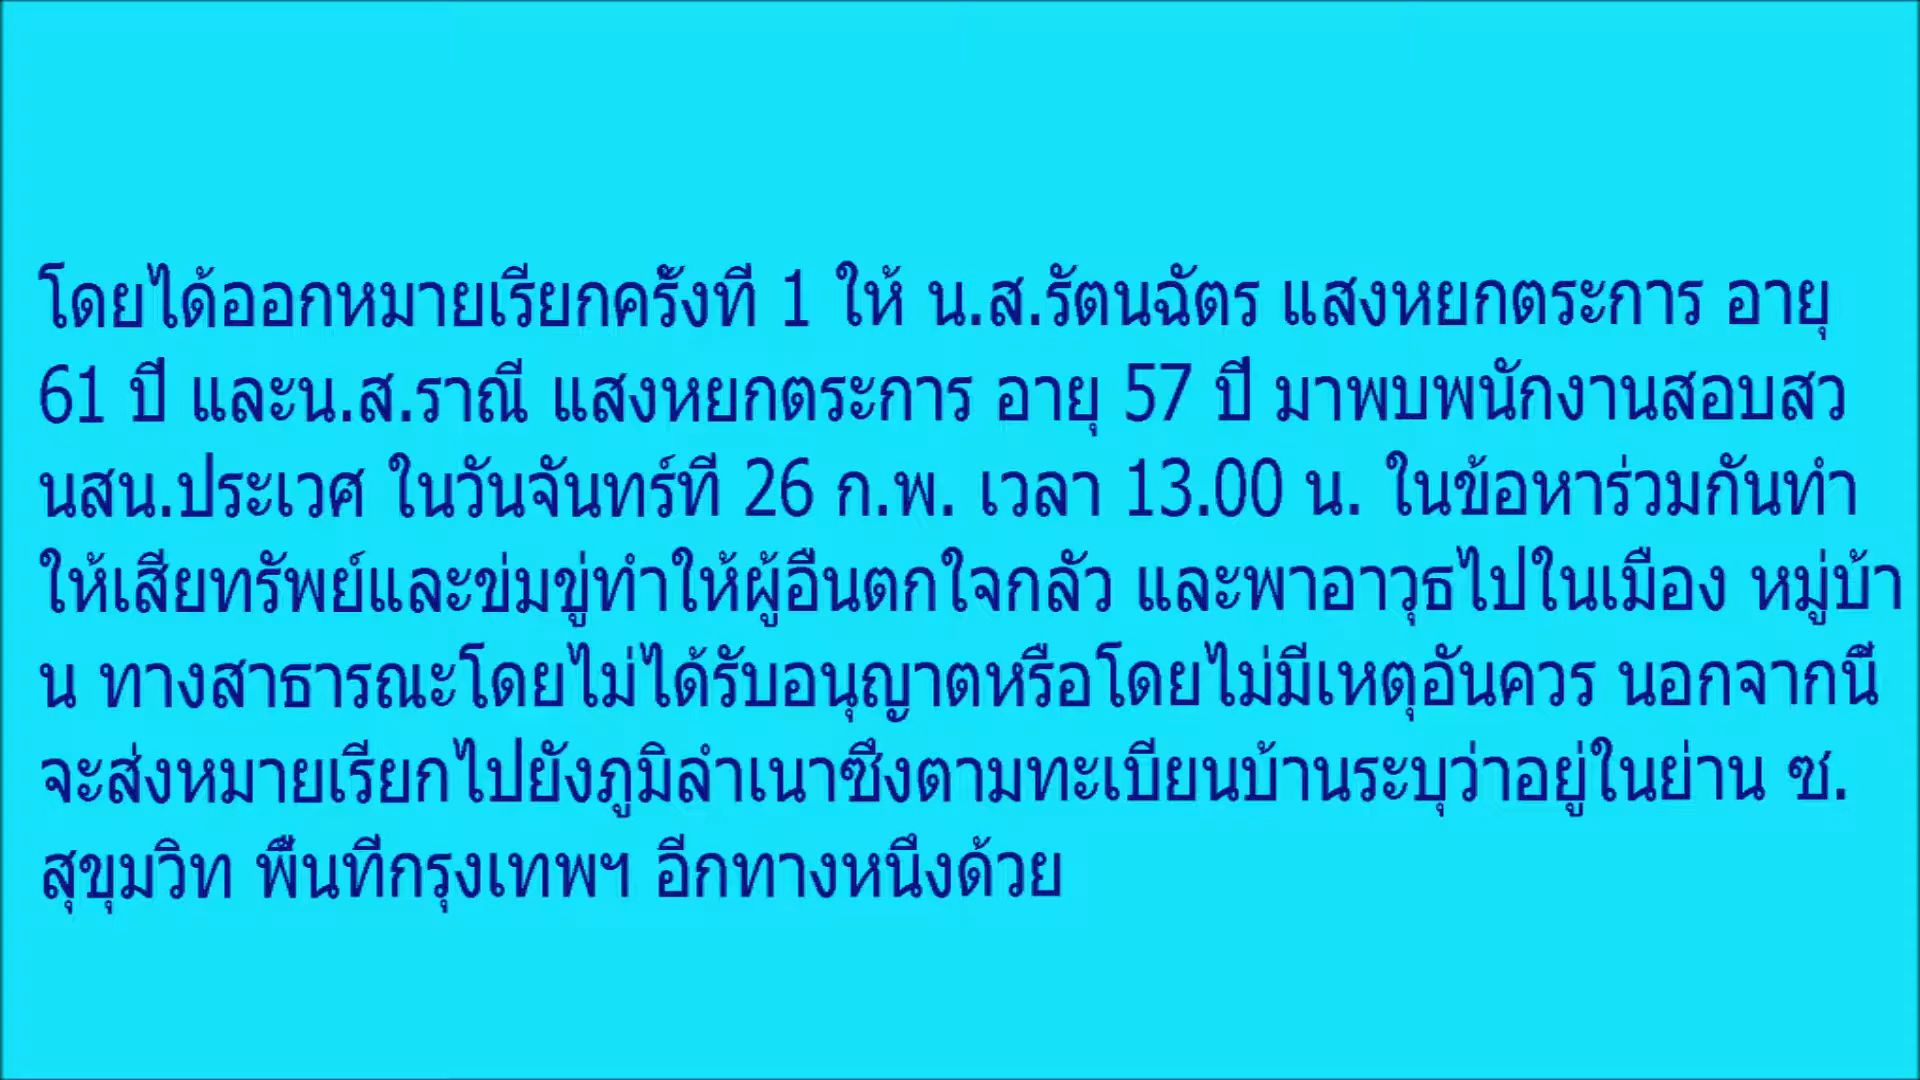 โดยได้ออกหมายเรียกครั้งที่ 1 ให้ น.ส.รัตนฉัตร แสงหยกตระการ อายุ
61 ปี และน.ส.ราณี แสงหยกตระการ อายุ 57 ปี มาพบพนักงานสอบสว
นสน.ประเวศ ในวันจันทร์ที่ 26 ก.พ. เวลา 13.00 น. ในข้อหาร่วมกันทำ
ให้เสียทรัพย์และข่มขู่ทำให้ผู้อื่นตกใจกลัว และพาอาวุธไปในเมือง หมู่บ้า
น ทางสาธารณะโดยไม่ได้รับอนุญาตหรือโดยไม่มีเหตุอันควร นอกจากนี้
จะส่งหมายเรียกไปยังภูมิลำเนาซึ่งตามทะเบียนบ้านระบุว่าอยู่ในย่าน ซ.
สุขุมวิท พื้นที่กรุงเทพฯ อีกทางหนึ่งด้วย